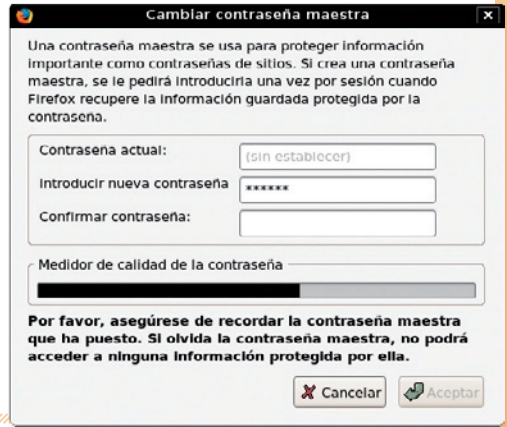 Cambiar contraseña maestra
Una contraseña maestra se usa para proteger información
importante como contraseñas de sitios. Si crea una contraseña
maestra, se le pedirá introducirla una vez por sesión cuando
Firefox recupere la información guardada protegida por la
contraseña.
Contraseña actual:
(sin establecer)
Introducir nueva contraseña
******
Confirmar contraseña:
Medidor de calidad de la contraseña
Por favor, asegúrese de recordar la contraseña maestra
que ha puesto. Si olvida la contraseña maestra, no podrá
acceder a ninguna información protegida por ella.
Cancelar
Aceptar